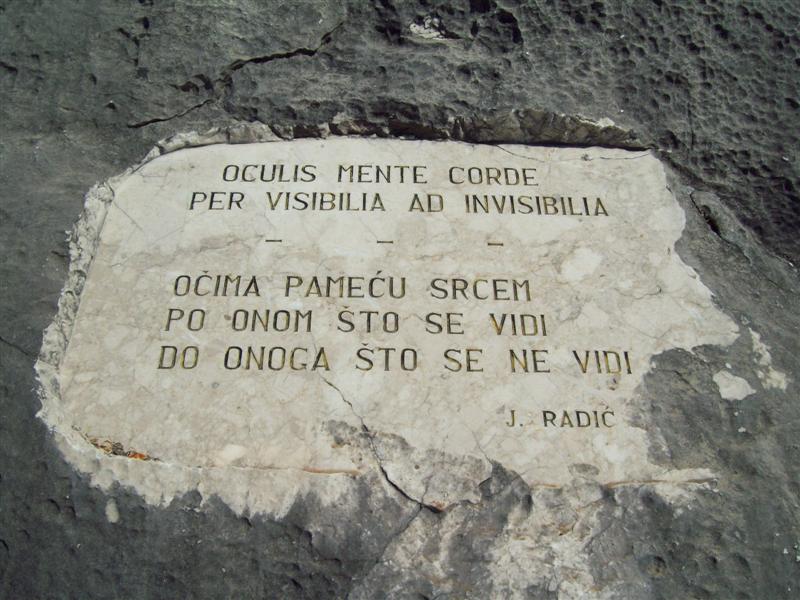 OCULIS MENTE CORDE
PER VISIBILIA AD INVISIBILIA
– – –
OČIMA PAMEĆU SRCEM
PO ONOM ŠTO SE VIDI
DO ONOGA ŠTO SE NE VIDI
J. RADIĆ